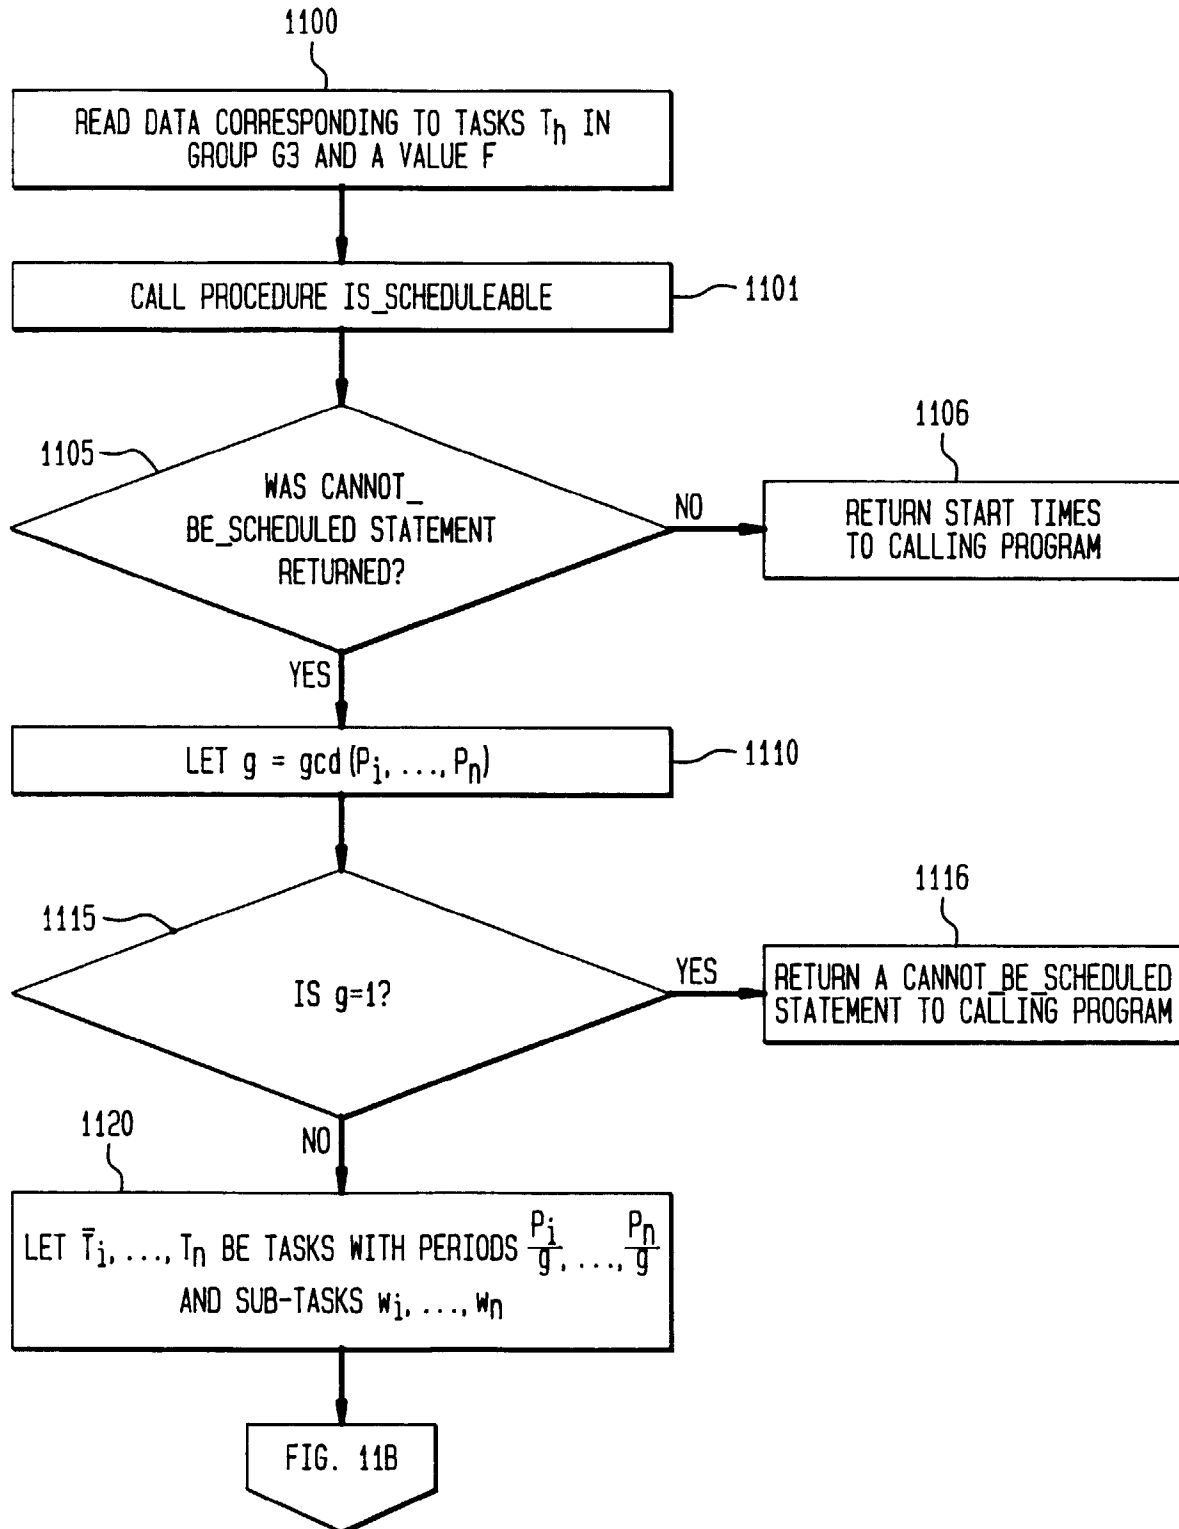 1100
READ DATA CORRESPONDING TO TASKS Th IN
GROUP G3 AND A VALUE F
CALL PROCEDURE IS_SCHEDULEABLE
1101
1105
WAS CANNOT_
BE_SCHEDULED STATEMENT
RETURNED?
NO
1106
RETURN START TIMES
TO CALLING PROGRAM
YES
LET g = gcd(Pi, ..., Pn)
1110
1115
IS g=1?
YES
1116
RETURN A CANNOT_BE_SCHEDULED
STATEMENT TO CALLING PROGRAM
NO
1120
LET T̄i, ..., Tn BE TASKS WITH PERIODS Pi/g, ..., Pn/g
AND SUB-TASKS wi, ..., wn
FIG. 11B